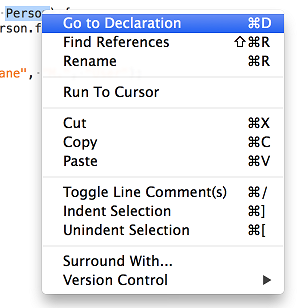 Person) {
Go to Declaration ⌘D
rson.f
Find References ⇧⌘R
Rename ⌘R
ane",
Run To Cursor
Cut ⌘X
Copy ⌘C
Paste ⌘V
Toggle Line Comment(s) ⌘/
Indent Selection ⌘]
Unindent Selection ⌘[
Surround With...
Version Control ▶